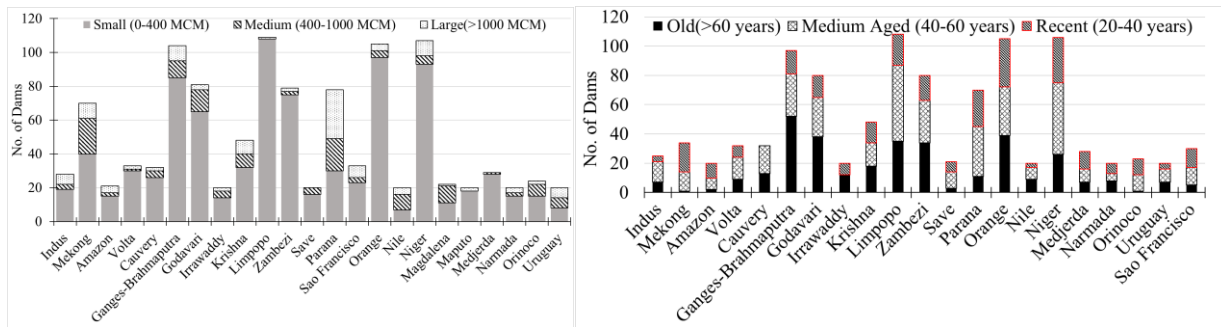 Small (0-400 MCM) Medium (400-1000 MCM) Large(>1000 MCM)
No. of Dams
120
100
80
60
40
20
0
Indus
Mekong
Amazon
Volta
Cauvery
Ganges-Brahmaputra
Godavari
Irrawaddy
Krishna
Limpopo
Zambezi
Save
Parana
Sao Francisco
Orange
Nile
Niger
Magdalena
Maputo
Medjerda
Narmada
Orinoco
Uruguay
Old(>60 years) Medium Aged (40-60 years) Recent (20-40 years)
No. of Dams
120
100
80
60
40
20
0
Indus
Mekong
Amazon
Volta
Cauvery
Ganges-Brahmaputra
Godavari
Irrawaddy
Krishna
Limpopo
Zambezi
Save
Parana
Orange
Nile
Niger
Medjerda
Narmada
Orinoco
Uruguay
Sao Francisco